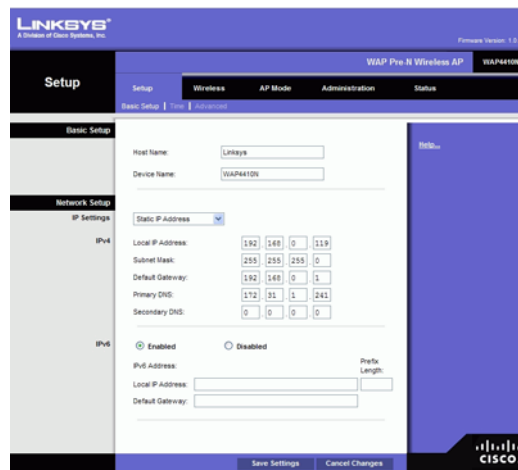 LINKSYS®
A Division of Cisco Systems, Inc.
Firmware Version: 1.0
WAP Pre-N Wireless AP WAP4410N
Setup
Setup Wireless AP Mode Administration Status
Basic Setup | Time | Advanced
Basic Setup
Help...
Host Name: Linksys
Device Name: WAP4410N
Network Setup
IP Settings Static IP Address
IPv4 Local IP Address: 192 . 168 . 0 . 119
Subnet Mask: 255 . 255 . 255 . 0
Default Gateway: 192 . 168 . 0 . 1
Primary DNS: 172 . 31 . 1 . 241
Secondary DNS: 0 . 0 . 0 . 0
IPv6 Enabled Disabled
IPv6 Address: Prefix Length:
Local IP Address:
Default Gateway:
Save Settings Cancel Changes
CISCO